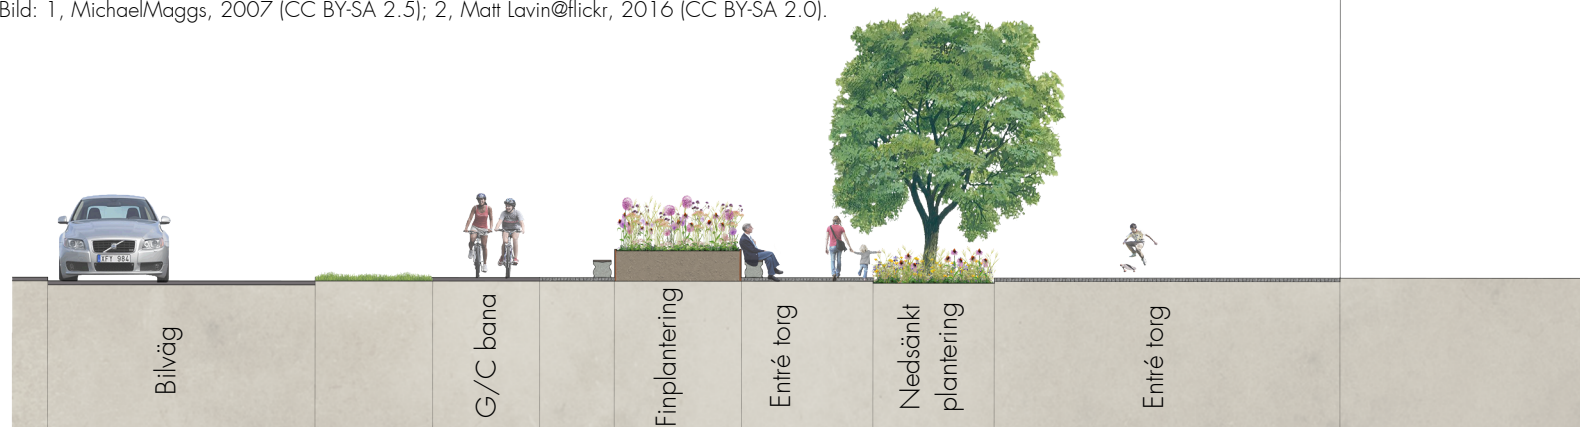 Bild: 1, MichaelMaggs, 2007 (CC BY-SA 2.5); 2, Matt Lavin@flickr, 2016 (CC BY-SA 2.0).
Bilväg
G/C bana
Finplantering
Entré torg
Nedsänkt
plantering
Entré torg